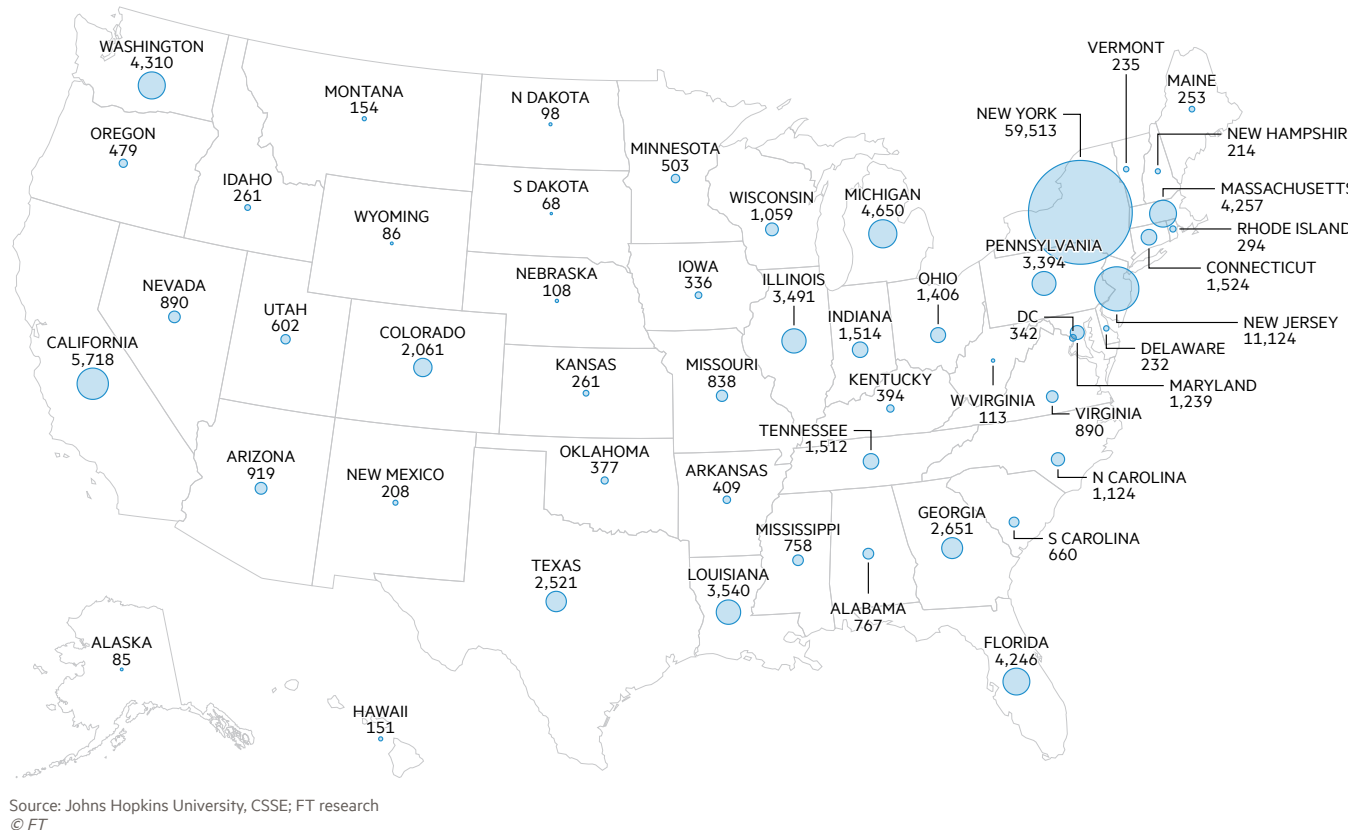 WASHINGTON
4,310
MONTANA
154
N DAKOTA
98
OREGON
479
IDAHO
261
WYOMING
86
S DAKOTA
68
MINNESOTA
503
WISCONSIN
1,059
MICHIGAN
4,650
VERMONT
235
MAINE
253
NEW YORK
59,513
NEW HAMPSHIR
214
MASSACHUSETTS
4,257
RHODE ISLAND
294
CONNECTICUT
1,524
PENNSYLVANIA
3,394
NEW JERSEY
11,124
DC
342
DELAWARE
232
MARYLAND
1,239
NEVADA
890
UTAH
602
CALIFORNIA
5,718
COLORADO
2,061
NEBRASKA
108
IOWA
336
ILLINOIS
3,491
INDIANA
1,514
OHIO
1,406
KANSAS
261
MISSOURI
838
KENTUCKY
394
W VIRGINIA
113
VIRGINIA
890
TENNESSEE
1,512
N CAROLINA
1,124
ARIZONA
919
NEW MEXICO
208
OKLAHOMA
377
ARKANSAS
409
MISSISSIPPI
758
GEORGIA
2,651
S CAROLINA
660
TEXAS
2,521
LOUISIANA
3,540
ALABAMA
767
FLORIDA
4,246
ALASKA
85
HAWAII
151
Source: Johns Hopkins University, CSSE; FT research
© FT